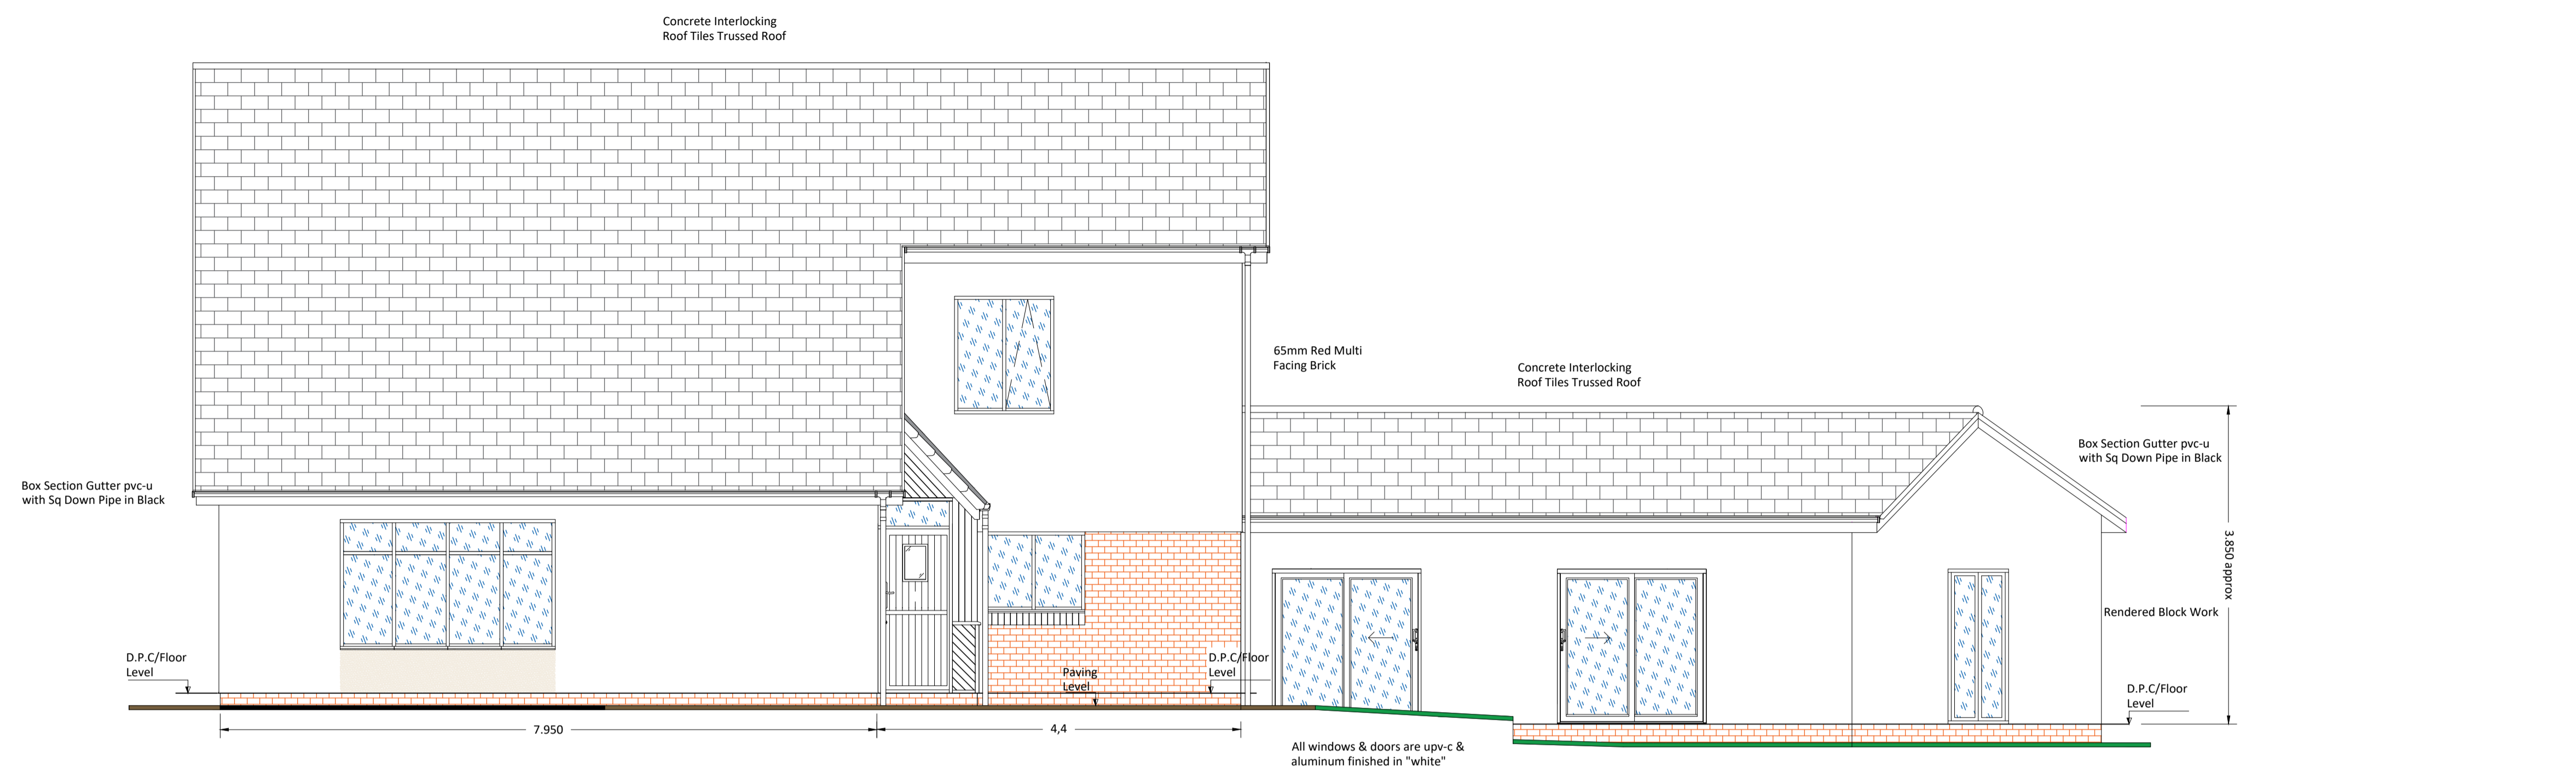 Concrete Interlocking
Roof Tiles Trussed Roof
65mm Red Multi
Facing Brick
Concrete Interlocking
Roof Tiles Trussed Roof
Box Section Gutter pvc-u
with Sq Down Pipe in Black
Box Section Gutter pvc-u
with Sq Down Pipe in Black
3.850 approx
Rendered Block Work
D.P.C/Floor
Level
Paving
Level
D.P.C/Floor
Level
D.P.C/Floor
Level
7.950
4,4
All windows & doors are upv-c &
aluminum finished in "white"